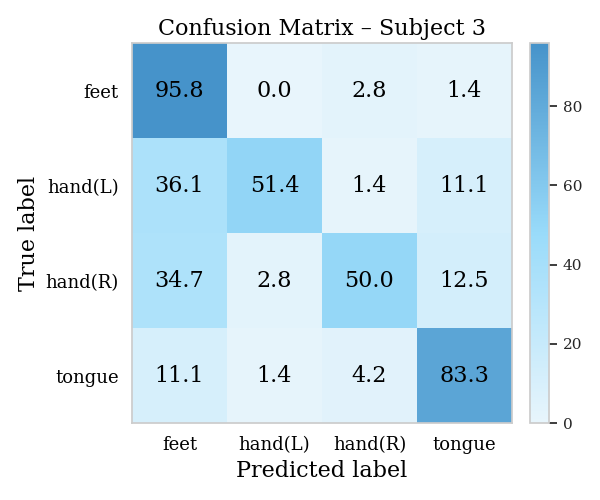 Confusion Matrix – Subject 3
feet 95.8 0.0 2.8 1.4
hand(L) 36.1 51.4 1.4 11.1
hand(R) 34.7 2.8 50.0 12.5
tongue 11.1 1.4 4.2 83.3
feet hand(L) hand(R) tongue
Predicted label
True label
80
60
40
20
0